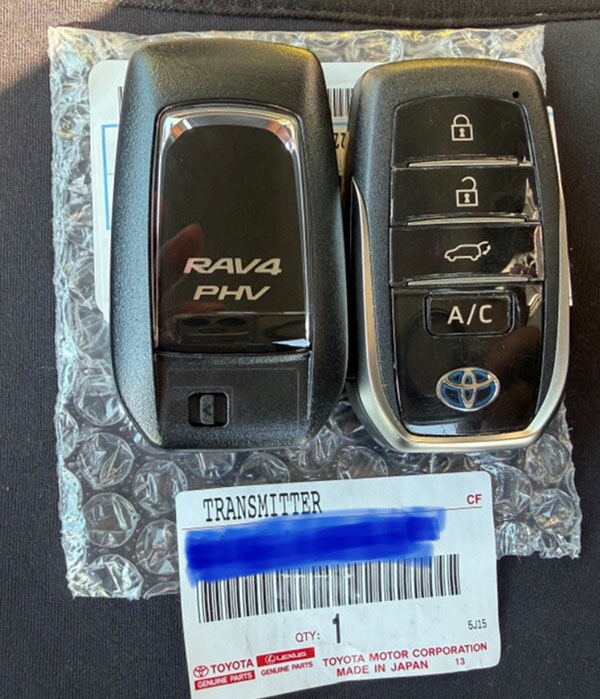 RAV4
PHV
A/C
TRANSMITTER
CF
QTY: 1
5J15
TOYOTA
GENUINE PARTS
LEXUS
GENUINE PARTS
TOYOTA MOTOR CORPORATION
MADE IN JAPAN 13